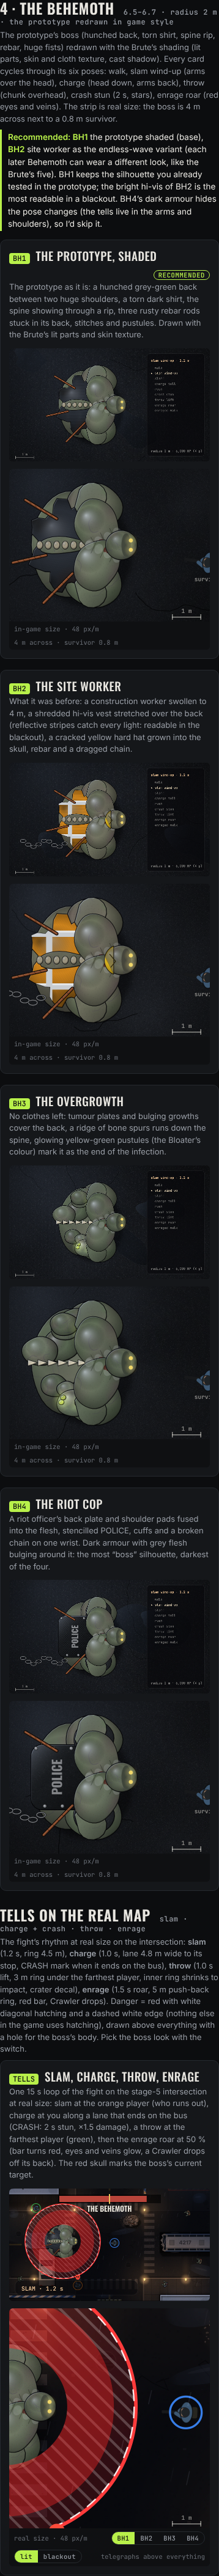 4 · THE BEHEMOTH 6.5–6.7 · radius 2 m
· the prototype redrawn in game style
The prototype's boss (hunched back, torn shirt, spine rip,
rebar, huge fists) redrawn with the Brute's shading (lit
parts, skin and cloth texture, cast shadow). Every card
cycles through its six poses: walk, slam wind-up (arms
over the head), charge (head down, arms back), throw
(chunk overhead), crash stun (2 s, stars), enrage roar (red
eyes and veins). The strip is real size: the boss is 4 m
across next to a 0.8 m survivor.
Recommended: BH1 the prototype shaded (base),
BH2 site worker as the endless-wave variant (each
later Behemoth can wear a different look, like the
Brute's five). BH1 keeps the silhouette you already
tested in the prototype; the bright hi-vis of BH2 is the
most readable in a blackout. BH4's dark armour hides
the pose changes (the tells live in the arms and
shoulders), so I'd skip it.
BH1 THE PROTOTYPE, SHADED
RECOMMENDED
The prototype as it is: a hunched grey-green back
between two huge shoulders, a torn dark shirt, the
spine showing through a rip, three rusty rebar rods
stuck in its back, stitches and pustules. Drawn with
the Brute's lit parts and skin texture.
1 m
in-game size · 48 px/m
4 m across · survivor 0.8 m
BH2 THE SITE WORKER
What it was before: a construction worker swollen to
4 m, a shredded hi-vis vest stretched over the back
(reflective stripes catch every light: readable in the
blackout), a cracked yellow hard hat grown into the
skull, rebar and a dragged chain.
1 m
in-game size · 48 px/m
4 m across · survivor 0.8 m
BH3 THE OVERGROWTH
No clothes left: tumour plates and bulging growths
cover the back, a ridge of bone spurs runs down the
spine, glowing yellow-green pustules (the Bloater's
colour) mark it as the end of the infection.
1 m
in-game size · 48 px/m
4 m across · survivor 0.8 m
BH4 THE RIOT COP
A riot officer's back plate and shoulder pads fused
into the flesh, stencilled POLICE, cuffs and a broken
chain on one wrist. Dark armour with grey flesh
bulging around it: the most “boss” silhouette, darkest
of the four.
POLICE
POLICE
1 m
in-game size · 48 px/m
4 m across · survivor 0.8 m
TELLS ON THE REAL MAP slam ·
charge + crash · throw · enrage
The fight's rhythm at real size on the intersection: slam
(1.2 s, ring 4.5 m), charge (1.0 s, lane 4.8 m wide to its
stop, CRASH mark when it ends on the bus), throw (1.0 s
lift, 3 m ring under the farthest player, inner ring shrinks to
impact, crater decal), enrage (1.5 s roar, 5 m push-back
ring, red bar, Crawler drops). Danger = red with white
diagonal hatching and a dashed white edge (nothing else
in the game uses hatching), drawn above everything with
a hole for the boss's body. Pick the boss look with the
switch.
TELLS SLAM, CHARGE, THROW, ENRAGE
One 15 s loop of the fight on the stage-5 intersection
at real size: slam at the orange player (who runs out),
charge at you along a lane that ends on the bus
(CRASH: 2 s stun, ×1.5 damage), a throw at the
farthest player (green), then the enrage roar at 50 %
(bar turns red, eyes and veins glow, a Crawler drops
off its back). The red skull marks the boss's current
target.
THE BEHEMOTH
SLAM · 1.2 s
1 m
real size · 48 px/m
BH1 BH2 BH3 BH4
lit blackout
telegraphs above everything